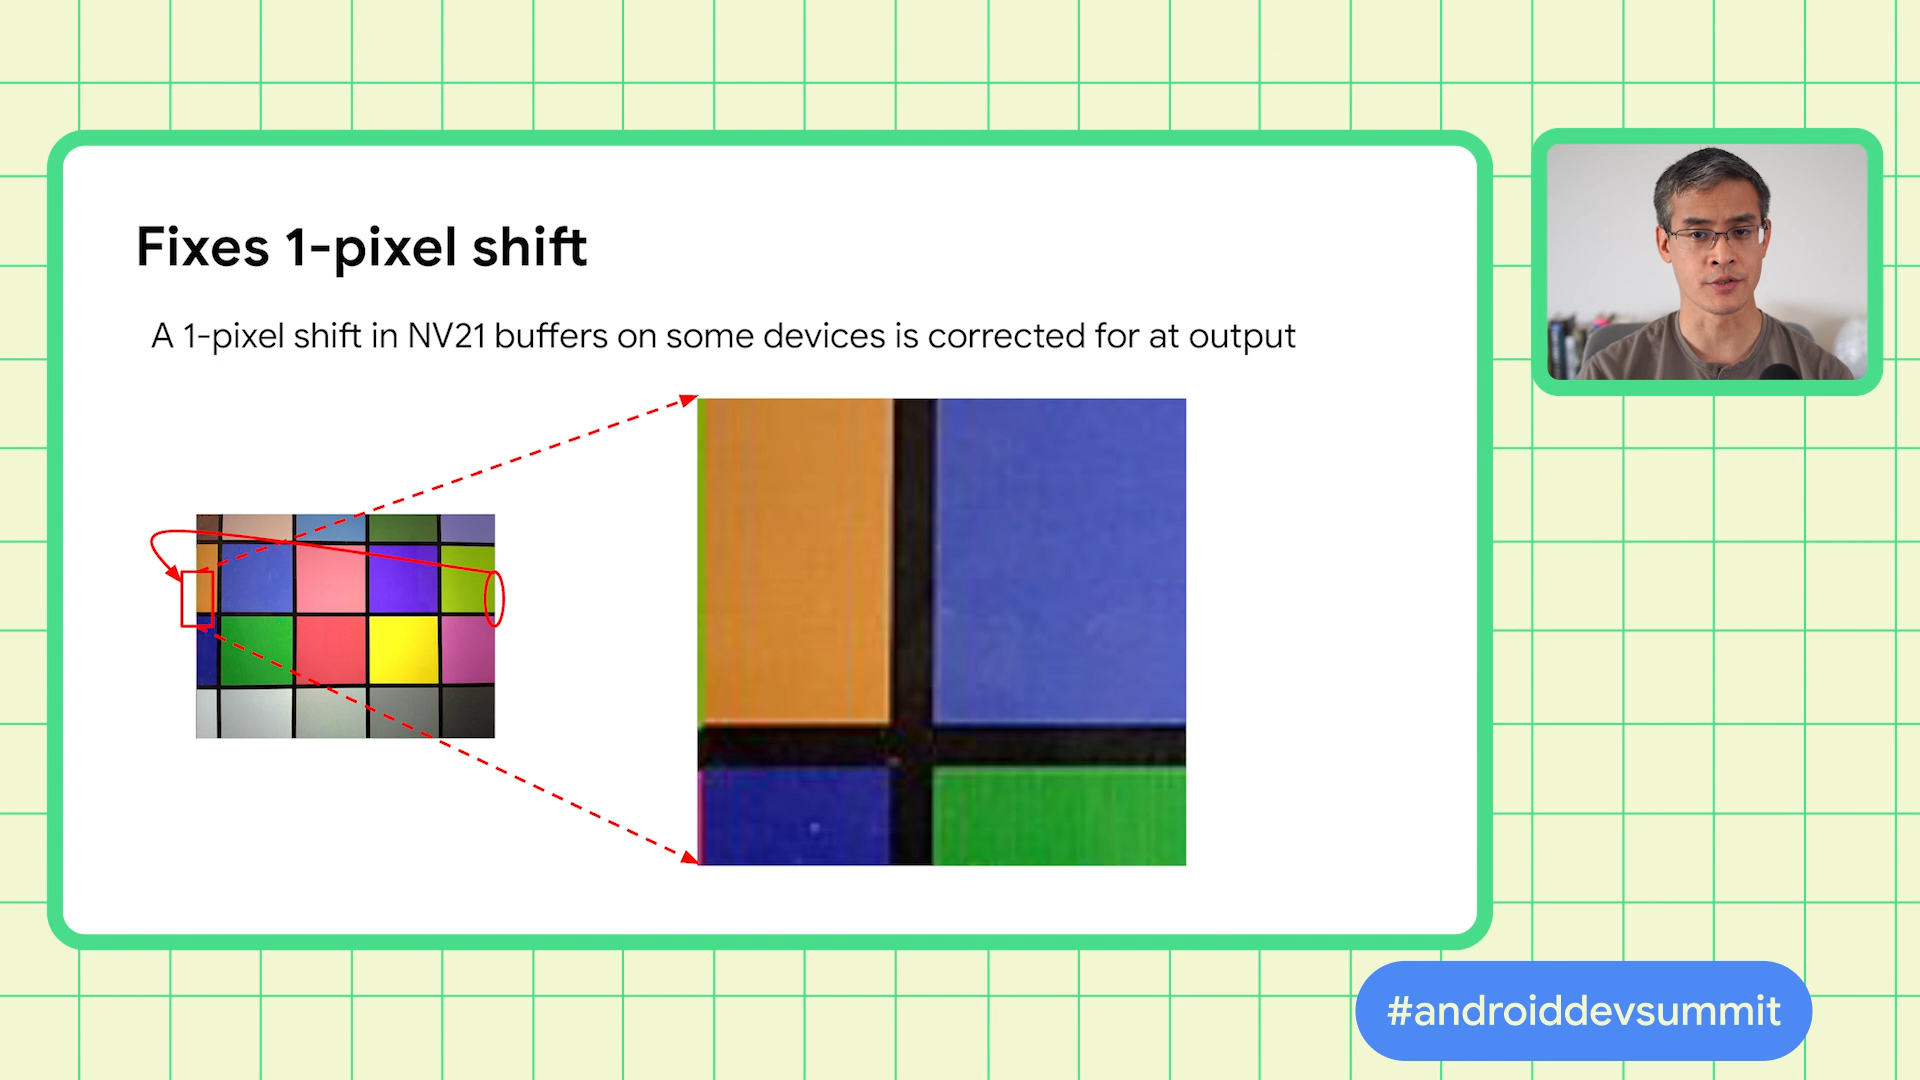 Fixes 1-pixel shift
A 1-pixel shift in NV21 buffers on some devices is corrected for at output
#androiddevsummit